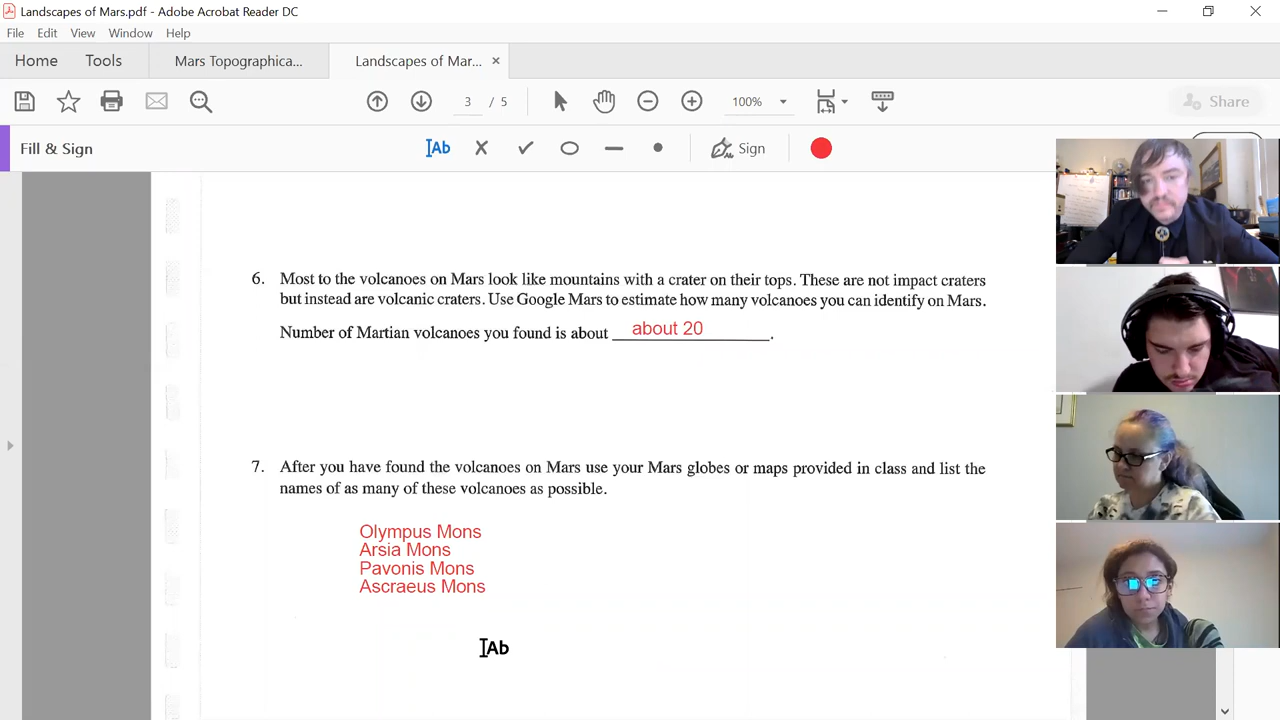 Landscapes of Mars.pdf - Adobe Acrobat Reader DC
File Edit View Window Help
Home Tools Mars Topographica... Landscapes of Mar... ×
3 / 5 100% Share
Fill & Sign Ab Sign
6. Most to the volcanoes on Mars look like mountains with a crater on their tops. These are not impact craters
but instead are volcanic craters. Use Google Mars to estimate how many volcanoes you can identify on Mars.
Number of Martian volcanoes you found is about about 20.
7. After you have found the volcanoes on Mars use your Mars globes or maps provided in class and list the
names of as many of these volcanoes as possible.
Olympus Mons
Arsia Mons
Pavonis Mons
Ascraeus Mons
Ab